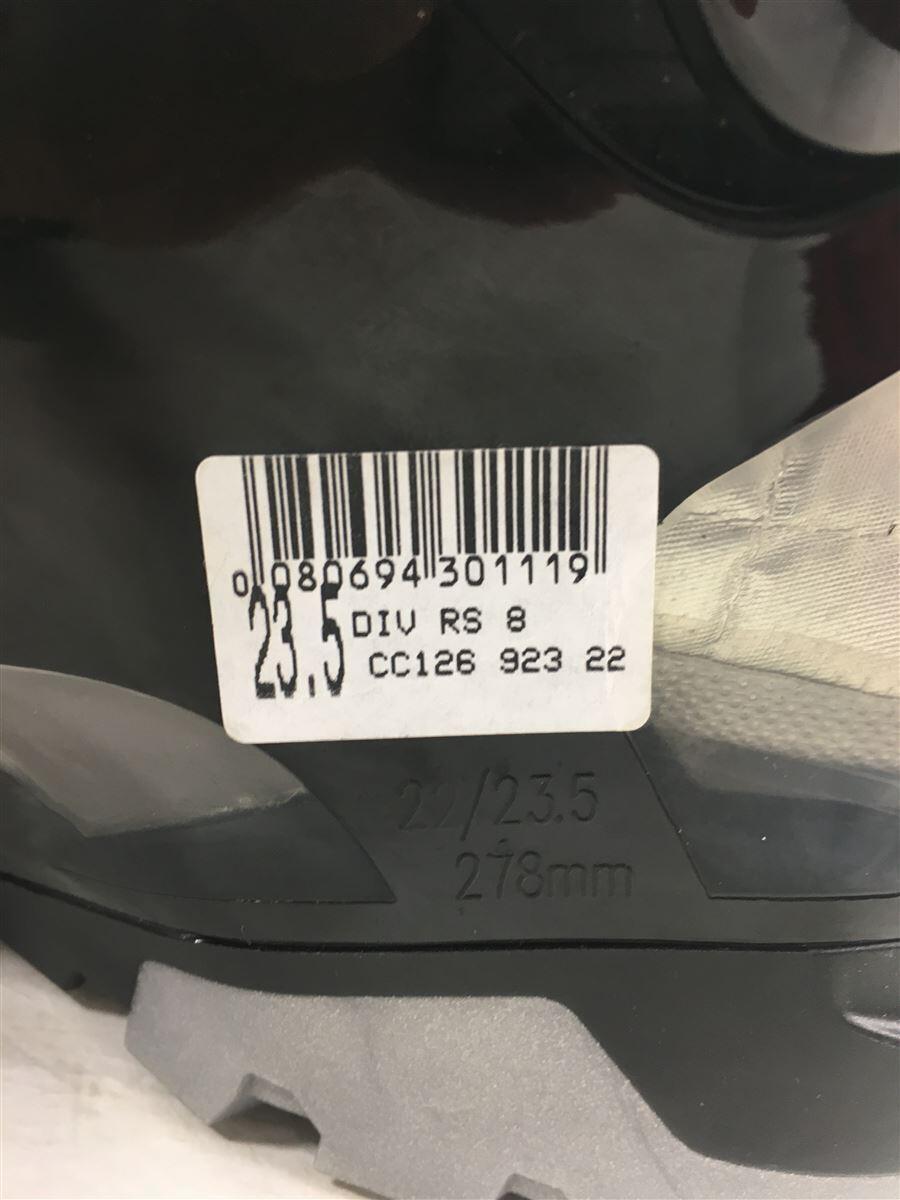 0 080694 301119
23.5
DIV RS 8
CC126 923 22
22/23.5
278mm